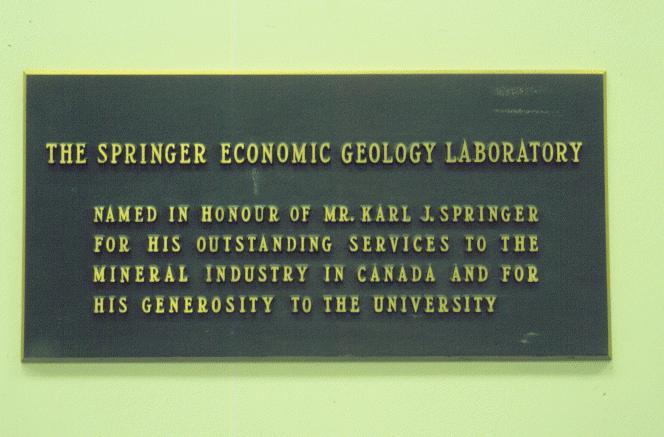 THE SPRINGER ECONOMIC GEOLOGY LABORATORY
NAMED IN HONOUR OF MR. KARL J. SPRINGER
FOR HIS OUTSTANDING SERVICES TO THE
MINERAL INDUSTRY IN CANADA AND FOR
HIS GENEROSITY TO THE UNIVERSITY